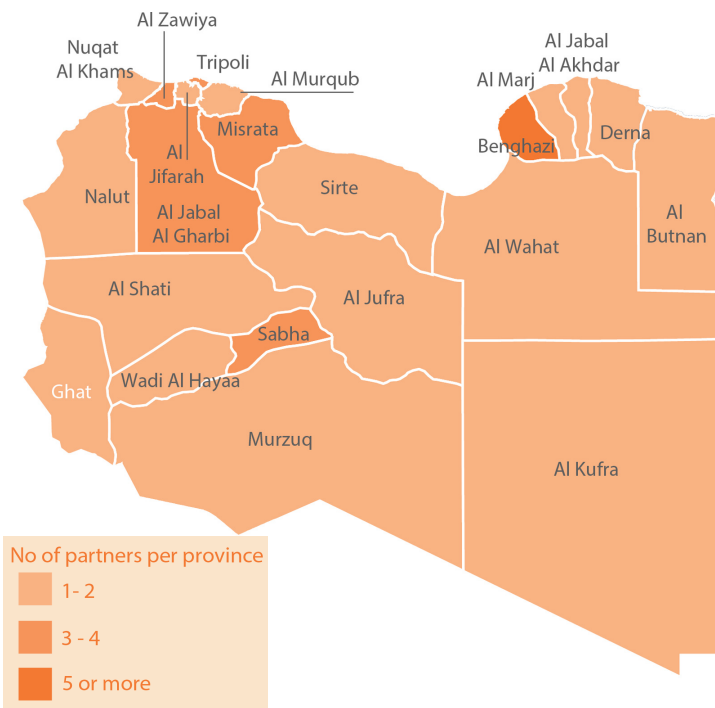 Al Zawiya
Nuqat
Al Khams
Tripoli
Al Murqub
Al Jabal
Al Akhdar
Al Marj
Misrata
Benghazi
Derna
Al
Jifarah
Nalut
Sirte
Al Jabal
Al Gharbi
Al
Butnan
Al Wahat
Al Shati
Al Jufra
Sabha
Wadi Al Hayaa
Ghat
Murzuq
Al Kufra
No of partners per province
1- 2
3 - 4
5 or more